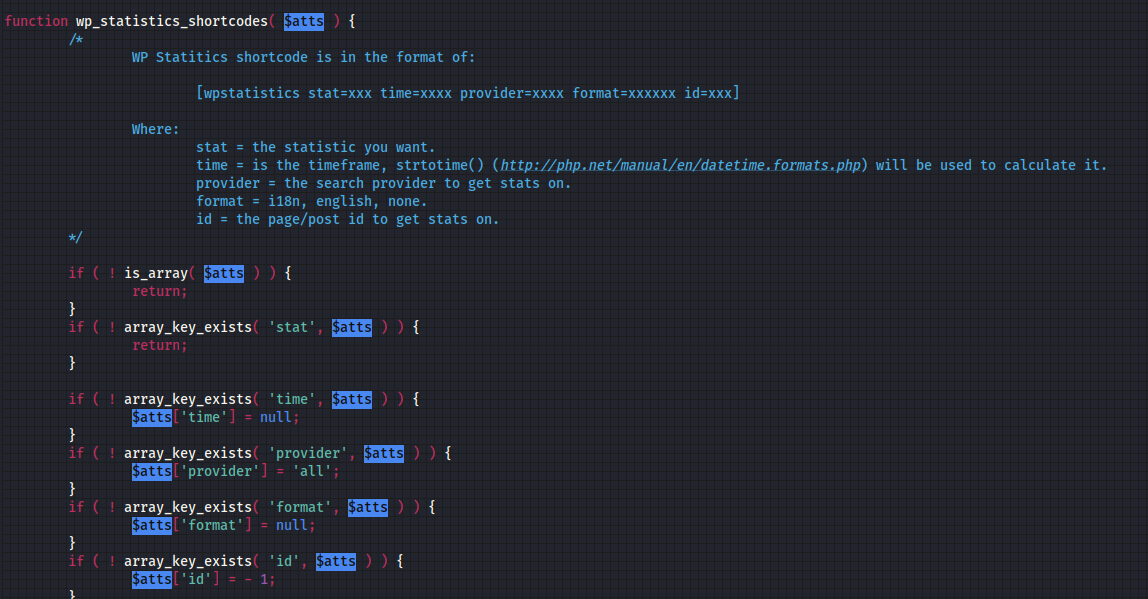 function wp_statistics_shortcodes( $atts ) {
/*
WP Statitics shortcode is in the format of:
[wpstatistics stat=xxx time=xxxx provider=xxxx format=xxxxxx id=xxx]
Where:
stat = the statistic you want.
time = is the timeframe, strtotime() (http://php.net/manual/en/datetime.formats.php) will be used to calculate it.
provider = the search provider to get stats on.
format = i18n, english, none.
id = the page/post id to get stats on.
*/
if ( ! is_array( $atts ) ) {
return;
}
if ( ! array_key_exists( 'stat', $atts ) ) {
return;
}
if ( ! array_key_exists( 'time', $atts ) ) {
$atts['time'] = null;
}
if ( ! array_key_exists( 'provider', $atts ) ) {
$atts['provider'] = 'all';
}
if ( ! array_key_exists( 'format', $atts ) ) {
$atts['format'] = null;
}
if ( ! array_key_exists( 'id', $atts ) ) {
$atts['id'] = - 1;
}